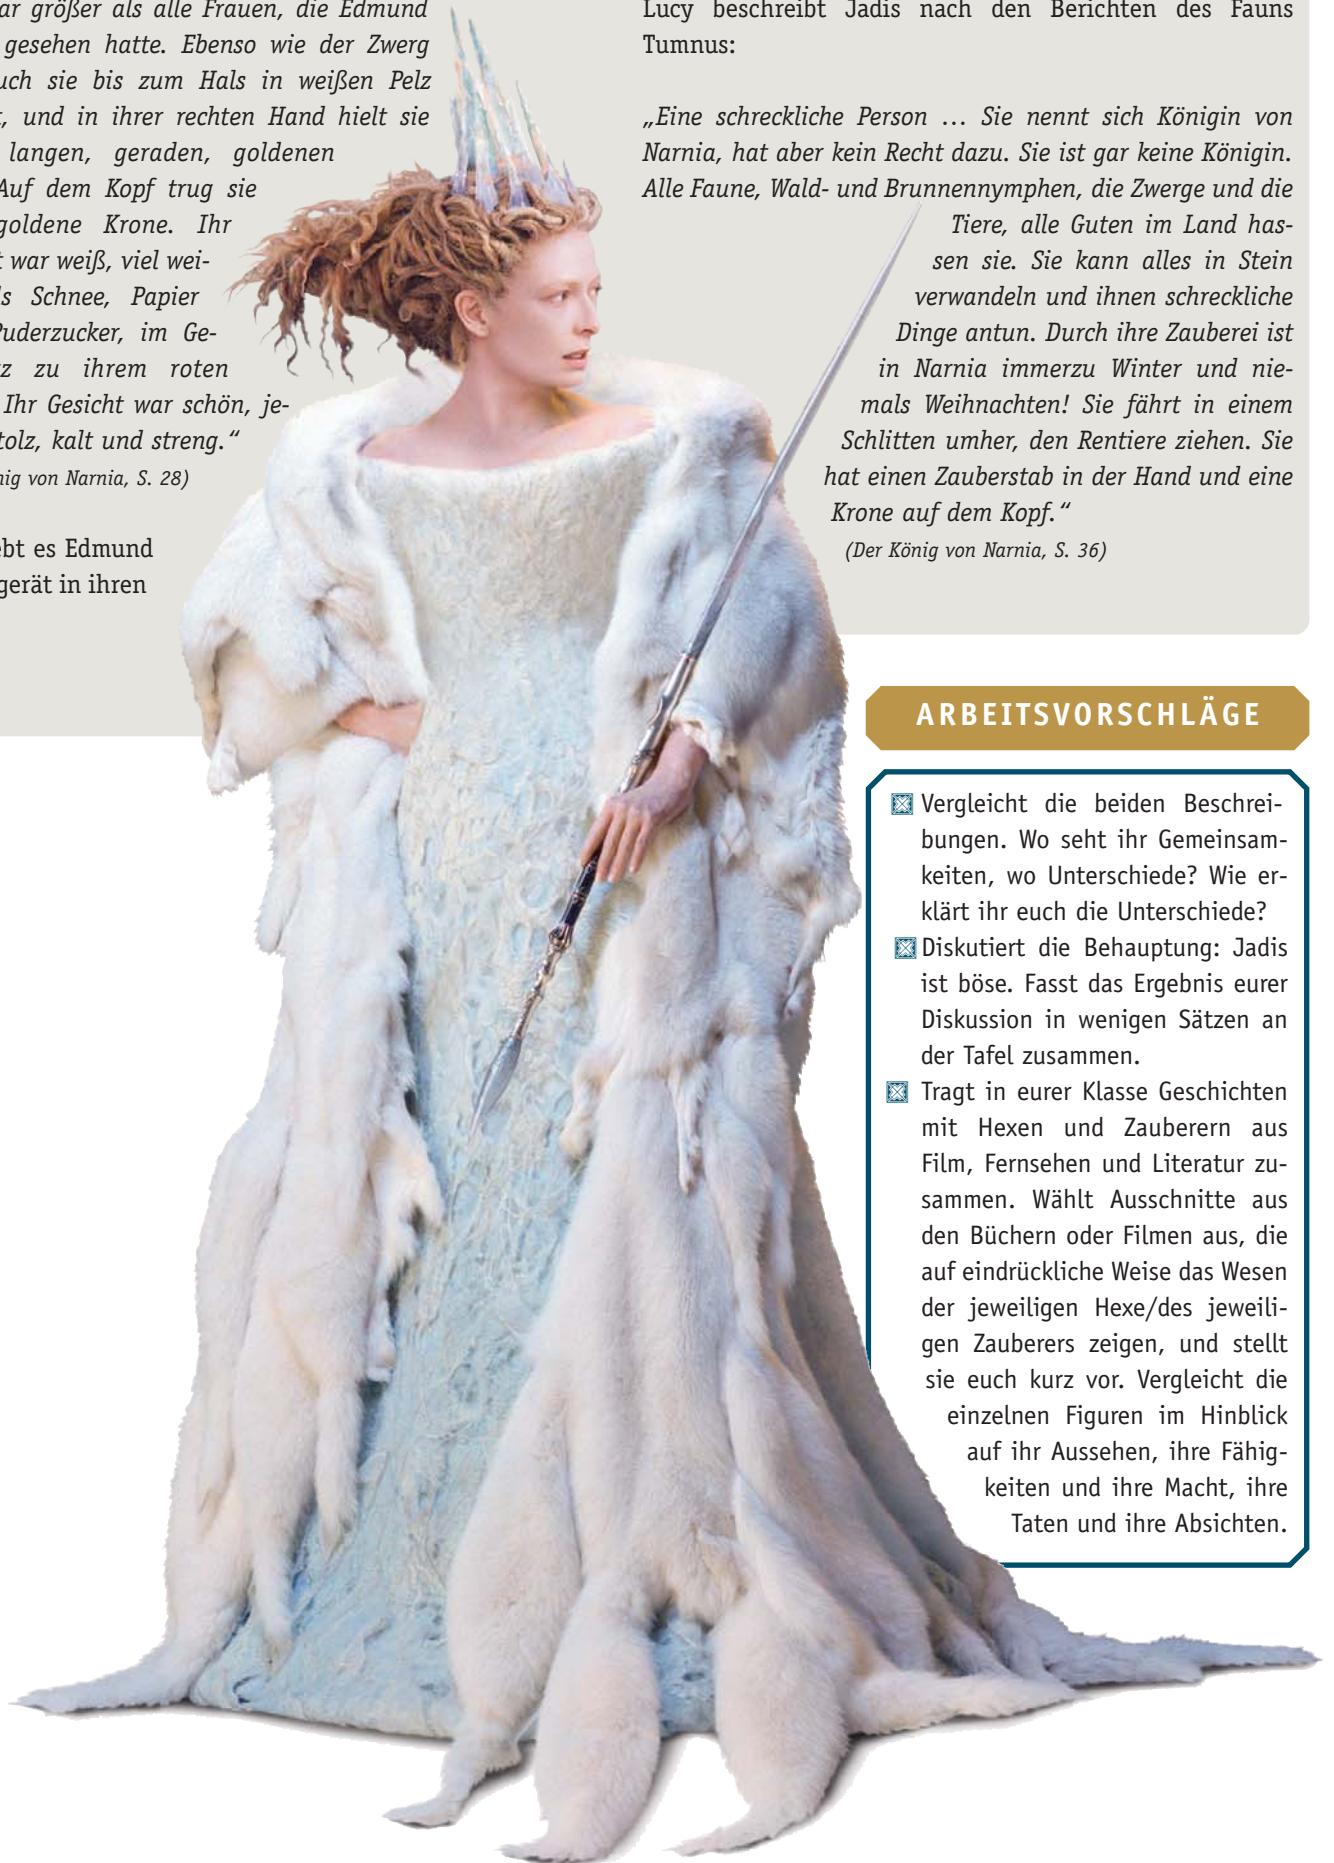 ar größer als alle Frauen, die Edmund
gesehen hatte. Ebenso wie der Zwerg
uch sie bis zum Hals in weißen Pelz
, und in ihrer rechten Hand hielt sie
langen, geraden, goldenen
Auf dem Kopf trug sie
goldene Krone. Ihr
war weiß, viel wei-
s Schnee, Papier
Puderzucker, im Ge-
z zu ihrem roten
Ihr Gesicht war schön, je-
tolz, kalt und streng.“
nig von Narnia, S. 28)
ebt es Edmund
gerät in ihren
Lucy beschreibt Jadis nach den Berichten des Fauns
Tumnus:
„Eine schreckliche Person … Sie nennt sich Königin von
Narnia, hat aber kein Recht dazu. Sie ist gar keine Königin.
Alle Faune, Wald- und Brunnennymphen, die Zwerge und die
Tiere, alle Guten im Land has-
sen sie. Sie kann alles in Stein
verwandeln und ihnen schreckliche
Dinge antun. Durch ihre Zauberei ist
in Narnia immerzu Winter und nie-
mals Weihnachten! Sie fährt in einem
Schlitten umher, den Rentiere ziehen. Sie
hat einen Zauberstab in der Hand und eine
Krone auf dem Kopf.“
(Der König von Narnia, S. 36)
ARBEITSVORSCHLÄGE
Vergleicht die beiden Beschrei-
bungen. Wo seht ihr Gemeinsam-
keiten, wo Unterschiede? Wie er-
klärt ihr euch die Unterschiede?
Diskutiert die Behauptung: Jadis
ist böse. Fasst das Ergebnis eurer
Diskussion in wenigen Sätzen an
der Tafel zusammen.
Tragt in eurer Klasse Geschichten
mit Hexen und Zauberern aus
Film, Fernsehen und Literatur zu-
sammen. Wählt Ausschnitte aus
den Büchern oder Filmen aus, die
auf eindrückliche Weise das Wesen
der jeweiligen Hexe/des jeweili-
gen Zauberers zeigen, und stellt
sie euch kurz vor. Vergleicht die
einzelnen Figuren im Hinblick
auf ihr Aussehen, ihre Fähig-
keiten und ihre Macht, ihre
Taten und ihre Absichten.